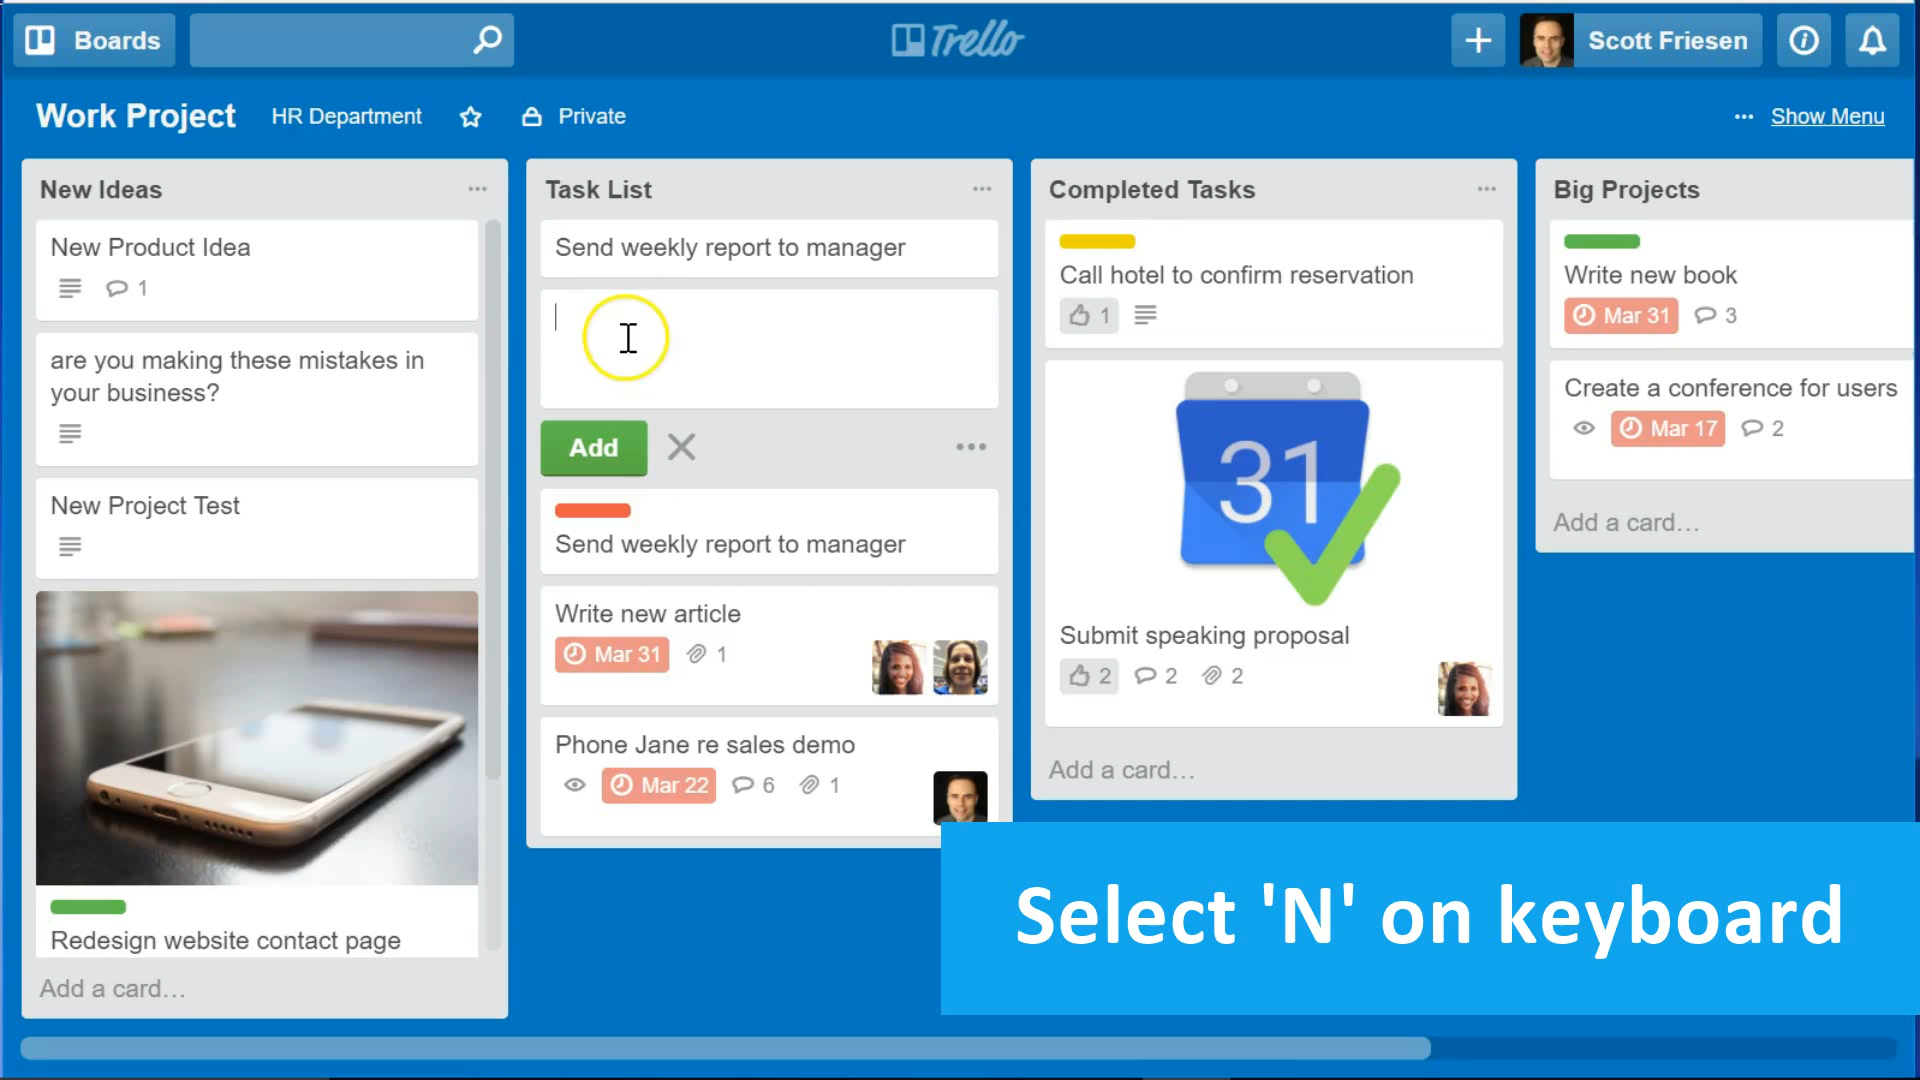 Boards
Trello
Scott Friesen
Work Project
HR Department
Private
... Show Menu
New Ideas
New Product Idea
1
are you making these mistakes in
your business?
New Project Test
Redesign website contact page
Add a card…
Task List
Send weekly report to manager
Add
Send weekly report to manager
Write new article
Mar 31
1
Phone Jane re sales demo
Mar 22
6
1
Completed Tasks
Call hotel to confirm reservation
1
31
Submit speaking proposal
2
2
2
Add a card…
Big Projects
Write new book
Mar 31
3
Create a conference for users
Mar 17
2
Add a card…
Select 'N' on keyboard